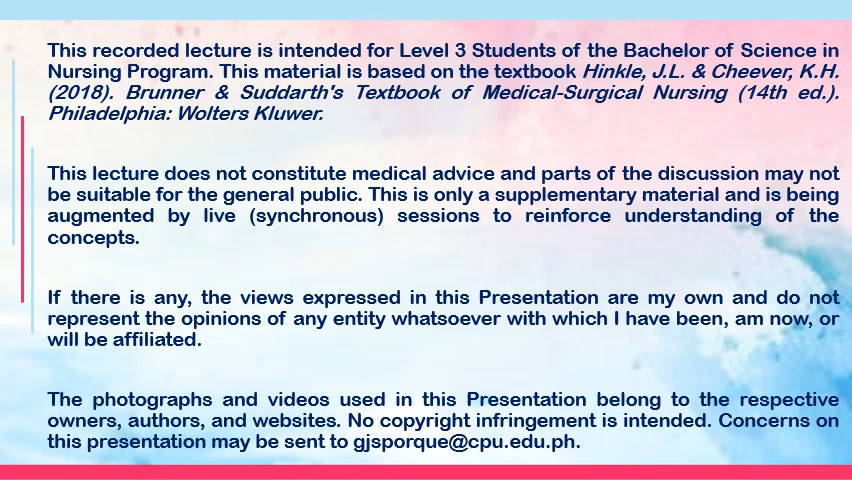 This recorded lecture is intended for Level 3 Students of the Bachelor of Science in
Nursing Program. This material is based on the textbook Hinkle, J.L. & Cheever, K.H.
(2018). Brunner & Suddarth's Textbook of Medical-Surgical Nursing (14th ed.).
Philadelphia: Wolters Kluwer.
This lecture does not constitute medical advice and parts of the discussion may not
be suitable for the general public. This is only a supplementary material and is being
augmented by live (synchronous) sessions to reinforce understanding of the
concepts.
If there is any, the views expressed in this Presentation are my own and do not
represent the opinions of any entity whatsoever with which I have been, am now, or
will be affiliated.
The photographs and videos used in this Presentation belong to the respective
owners, authors, and websites. No copyright infringement is intended. Concerns on
this presentation may be sent to gjsporque@cpu.edu.ph.